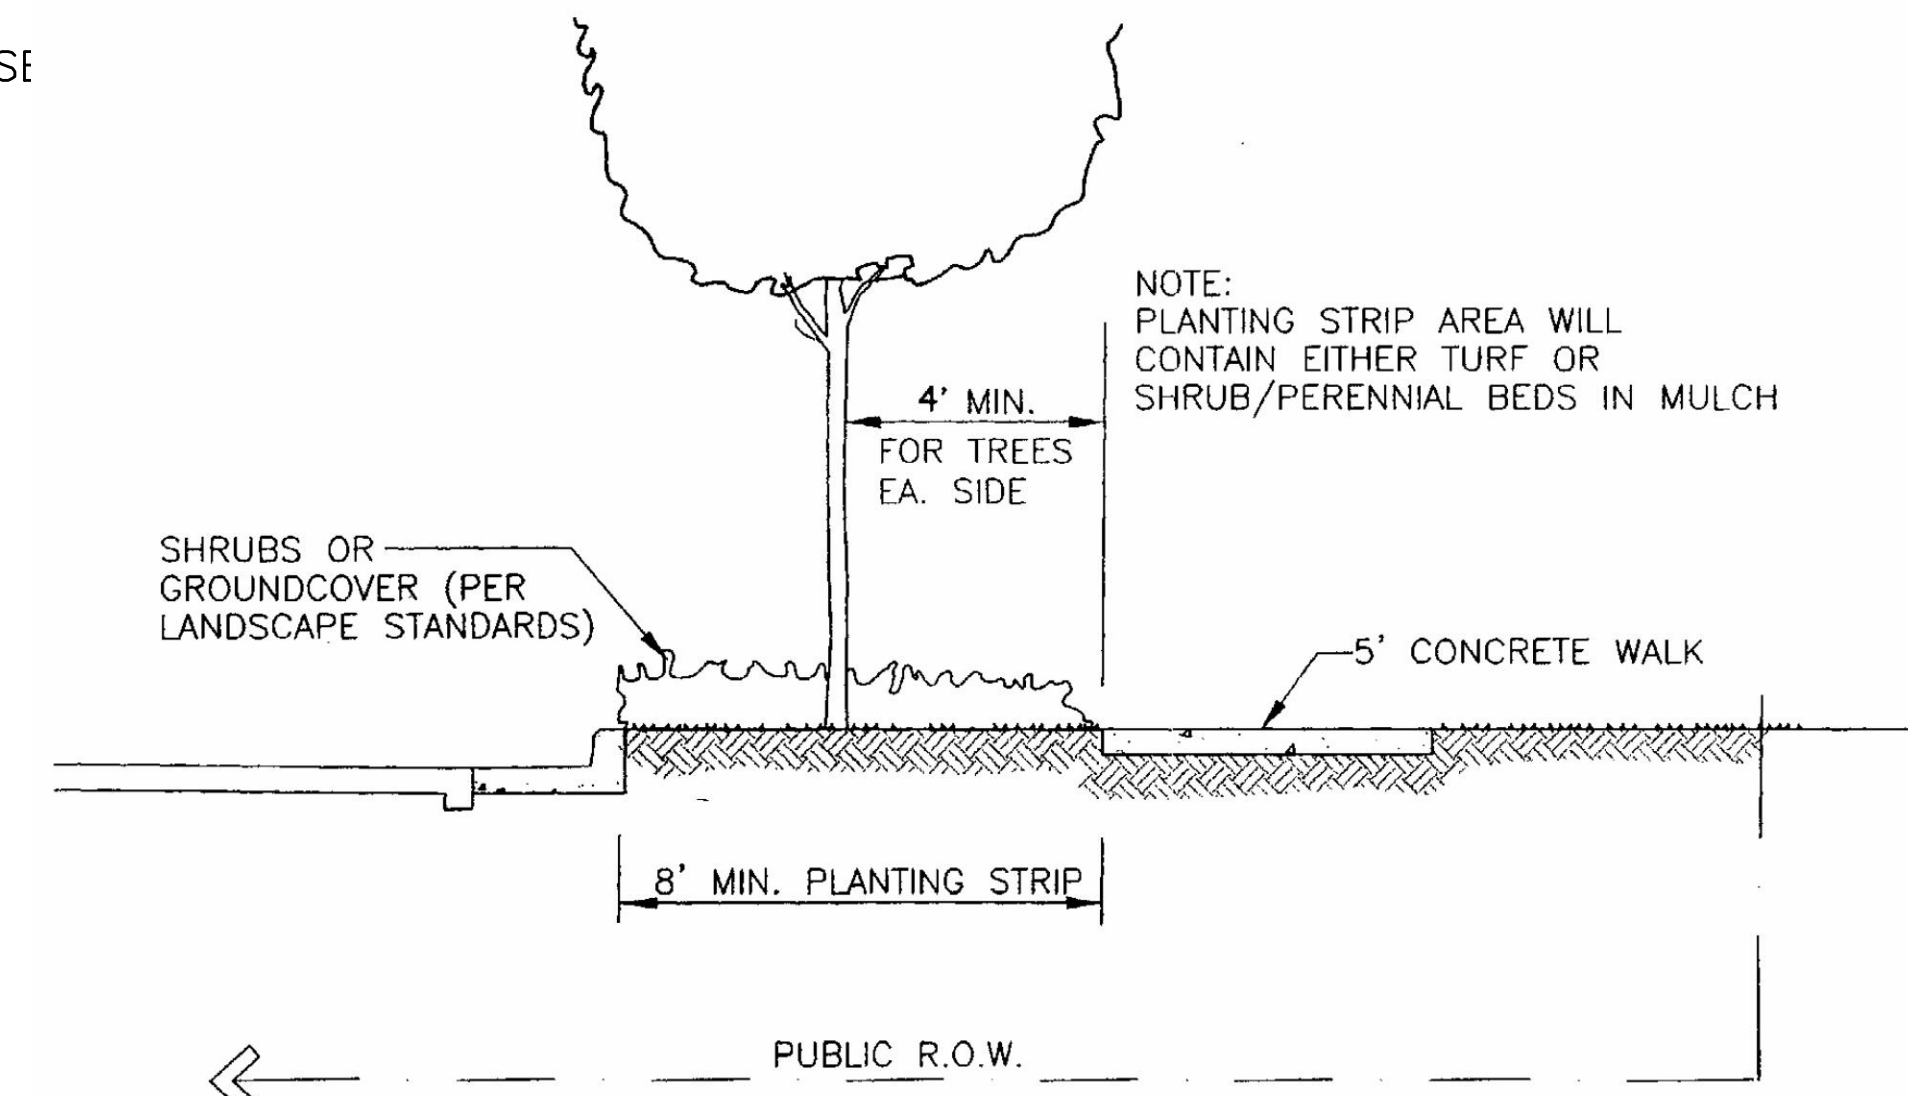 SE
NOTE:
PLANTING STRIP AREA WILL
CONTAIN EITHER TURF OR
SHRUB/PERENNIAL BEDS IN MULCH
4' MIN.
FOR TREES
EA. SIDE
SHRUBS OR
GROUNDCOVER (PER
LANDSCAPE STANDARDS)
5' CONCRETE WALK
8' MIN. PLANTING STRIP
PUBLIC R.O.W.